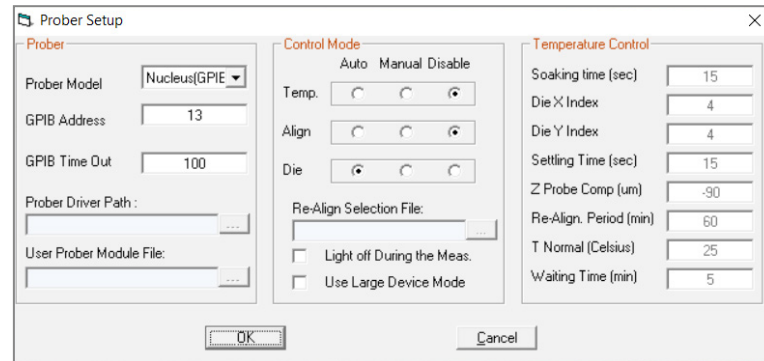 Prober Setup
Prober
Prober Model
Nucleus(GPIE
GPIB Address
13
GPIB Time Out
100
Prober Driver Path :
...
User Prober Module File:
...
Control Mode
Auto Manual Disable
Temp.
Align
Die
Re-Align Selection File:
...
Light off During the Meas.
Use Large Device Mode
Temperature Control
Soaking time (sec) 15
Die X Index 4
Die Y Index 4
Settling Time (sec) 15
Z Probe Comp (um) -90
Re-Align. Period (min) 60
T Normal (Celsius) 25
Waiting Time (min) 5
OK
Cancel